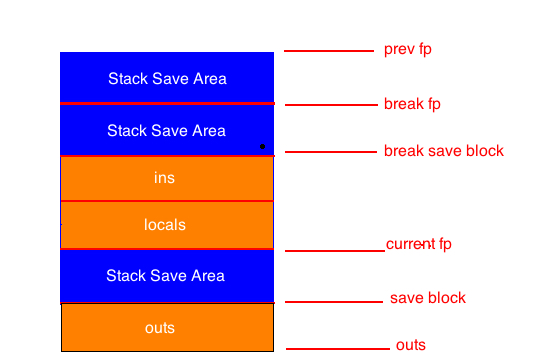 prev fp
Stack Save Area
break fp
Stack Save Area
break save block
ins
locals
current fp
Stack Save Area
save block
outs
outs